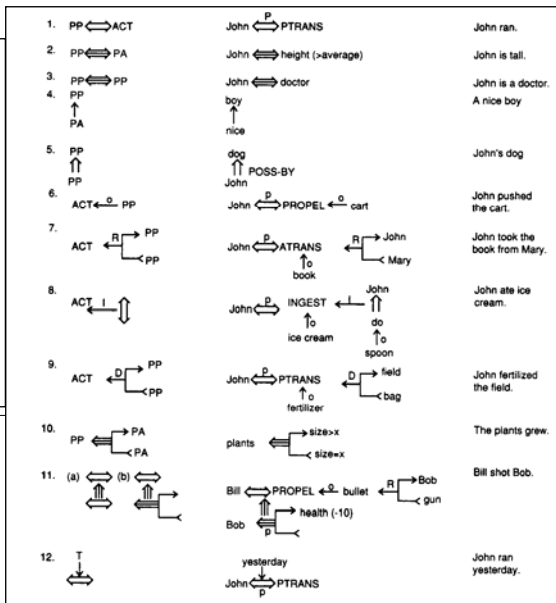 1. PP ACT John P PTRANS John ran.
2. PP PA John height (>average) John is tall.
3. PP PP John doctor John is a doctor.
4. PP boy A nice boy
PA nice
5. PP dog John's dog
PP John POSS-BY
6. ACT o PP John p PROPEL o cart John pushed
the cart.
7. ACT R PP PP John p ATRANS o book R John Mary John took the
book from Mary.
8. ACT I John p INGEST o ice cream I John do o spoon John ate ice
cream.
9. ACT D PP PP John p PTRANS o fertilizer D field bag John fertilized
the field.
10. PP PA PA plants size>x size=x The plants grew.
11. (a) (b) Bill PROPEL o bullet R Bob gun Bill shot Bob.
Bob p health (-10)
12. T yesterday John ran
John p PTRANS yesterday.